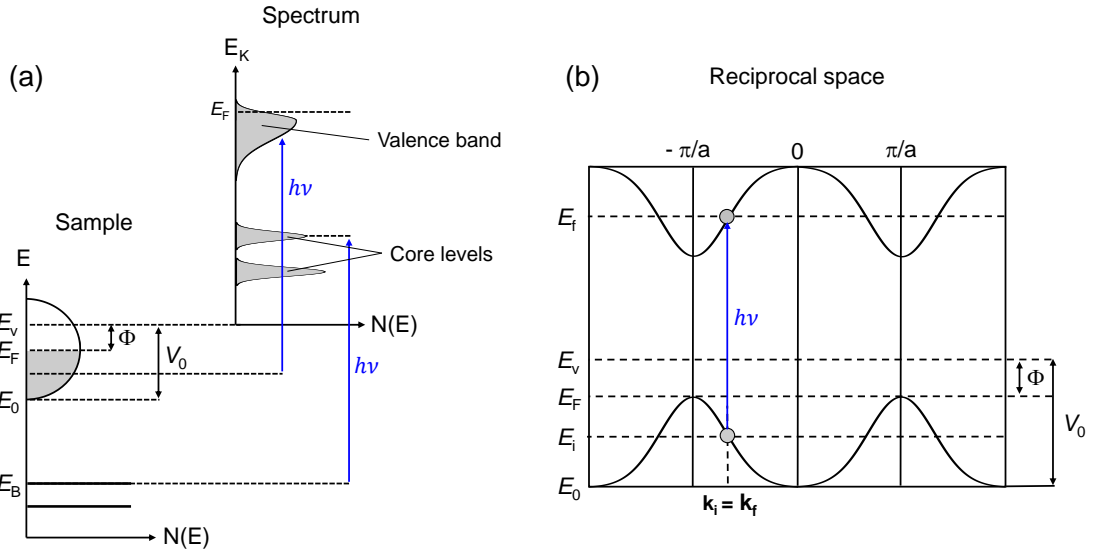 Spectrum
(a)
E_K
E_F
Valence band
hν
Sample
Core levels
E
E_v
Φ
N(E)
E_F
V_0
hν
E_0
E_B
N(E)
(b)
Reciprocal space
- π/a
0
π/a
E_f
hν
E_v
Φ
E_F
V_0
E_i
E_0
k_i = k_f